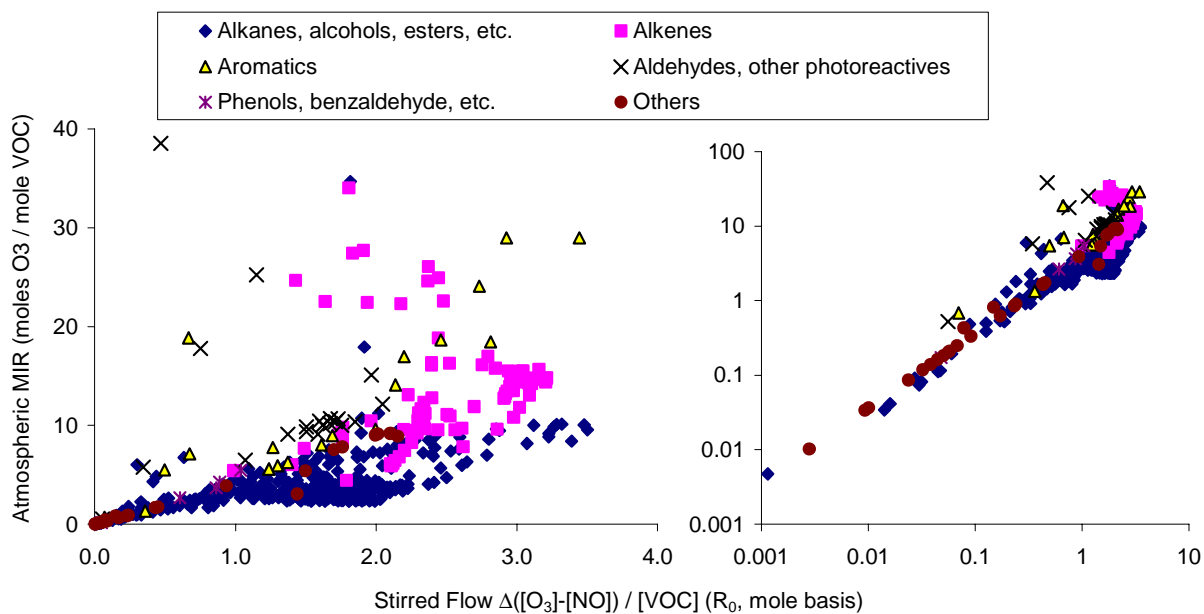 Alkanes, alcohols, esters, etc.
Alkenes
Aromatics
Aldehydes, other photoreactives
Phenols, benzaldehyde, etc.
Others
Atmospheric MIR (moles O3 / mole VOC)
40
30
20
10
0
0.0 1.0 2.0 3.0 4.0
100
10
1
0.1
0.01
0.001
0.001 0.01 0.1 1 10
Stirred Flow Δ([O₃]-[NO]) / [VOC] (R₀, mole basis)